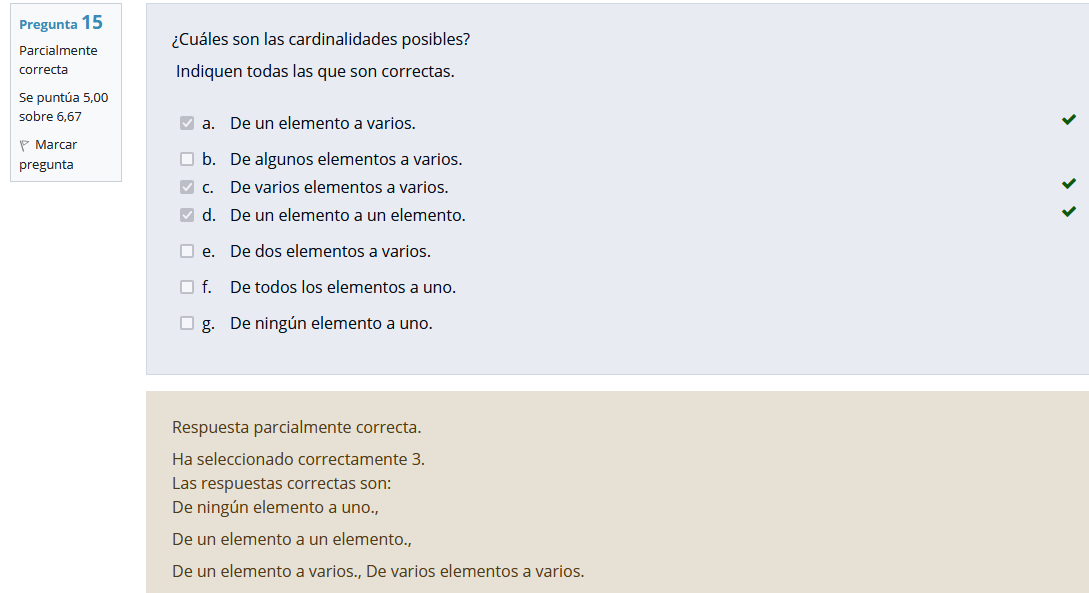 Pregunta 15
Parcialmente
correcta
Se puntúa 5,00
sobre 6,67
Marcar
pregunta
¿Cuáles son las cardinalidades posibles?
Indiquen todas las que son correctas.
a. De un elemento a varios.
b. De algunos elementos a varios.
c. De varios elementos a varios.
d. De un elemento a un elemento.
e. De dos elementos a varios.
f. De todos los elementos a uno.
g. De ningún elemento a uno.
Respuesta parcialmente correcta.
Ha seleccionado correctamente 3.
Las respuestas correctas son:
De ningún elemento a uno.,
De un elemento a un elemento.,
De un elemento a varios., De varios elementos a varios.